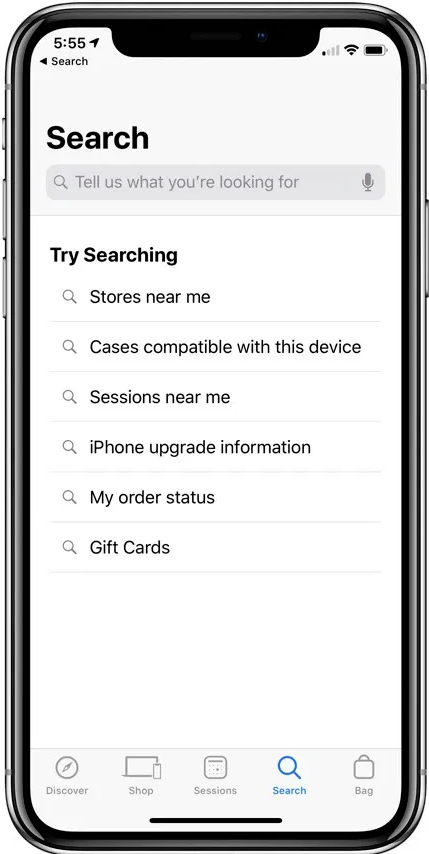 5:55
◀ Search
Search
Tell us what you’re looking for
Try Searching
Stores near me
Cases compatible with this device
Sessions near me
iPhone upgrade information
My order status
Gift Cards
Discover Shop Sessions Search Bag